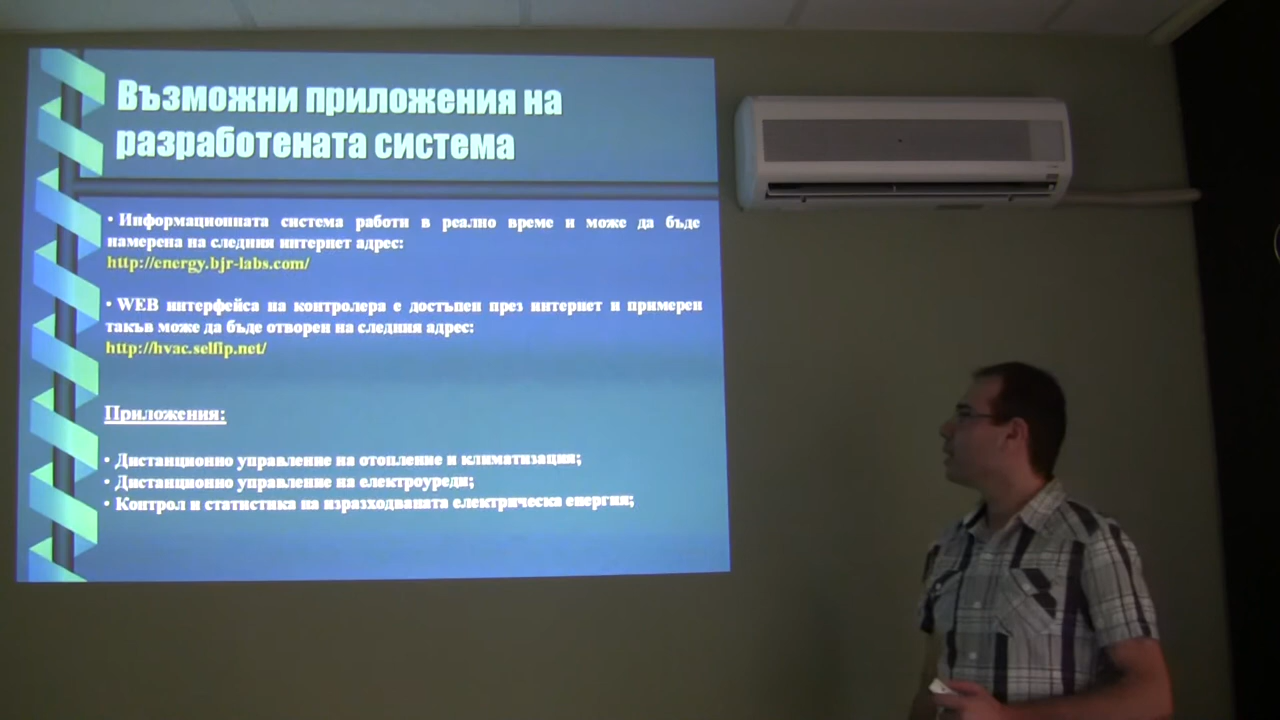 Възможни приложения на
разработената система
• Информационната система работи в реално време и може да бъде
намерена на следния интернет адрес:
http://energy.bjr-labs.com/
• WEB интерфейса на контролера е достъпен през интернет и примерен
такъв може да бъде отворен на следния адрес:
http://hvac.selfip.net/
Приложения:
• Дистанционно управление на отопление и климатизация;
• Дистанционно управление на електроуреди;
• Контрол и статистика на изразходваната електрическа енергия;